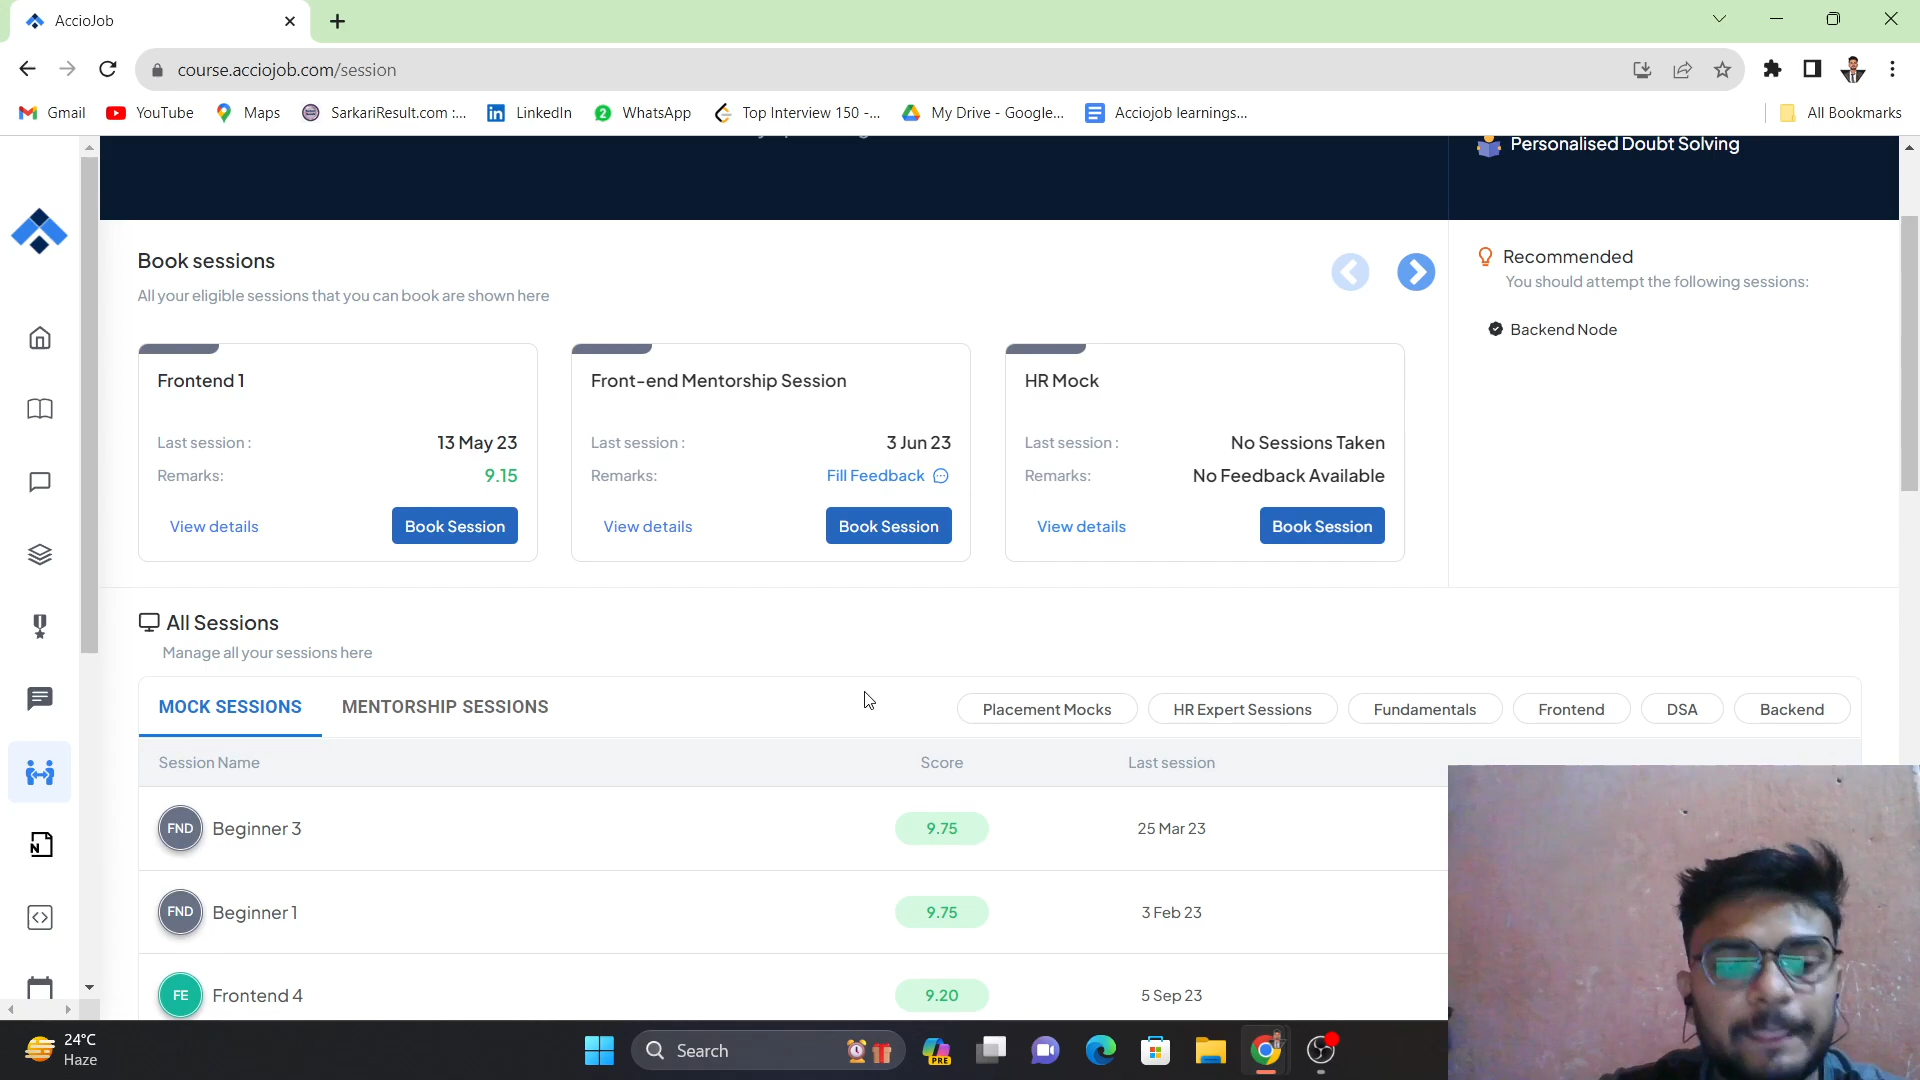 AccioJob
course.acciojob.com/session
Gmail
YouTube
Maps
SarkariResult.com :...
LinkedIn
2
WhatsApp
Top Interview 150 -...
My Drive - Google...
Acciojob learnings...
All Bookmarks
Personalised Doubt Solving
Book sessions
All your eligible sessions that you can book are shown here
Recommended
You should attempt the following sessions:
Backend Node
Frontend 1
Last session :
13 May 23
Remarks:
9.15
View details
Book Session
Front-end Mentorship Session
Last session :
3 Jun 23
Remarks:
Fill Feedback
View details
Book Session
HR Mock
Last session :
No Sessions Taken
Remarks:
No Feedback Available
View details
Book Session
All Sessions
Manage all your sessions here
MOCK SESSIONS
MENTORSHIP SESSIONS
Placement Mocks
HR Expert Sessions
Fundamentals
Frontend
DSA
Backend
Session Name
Score
Last session
FND
Beginner 3
9.75
25 Mar 23
FND
Beginner 1
9.75
3 Feb 23
FE
Frontend 4
9.20
5 Sep 23
N
24°C
Haze
Search
PRE